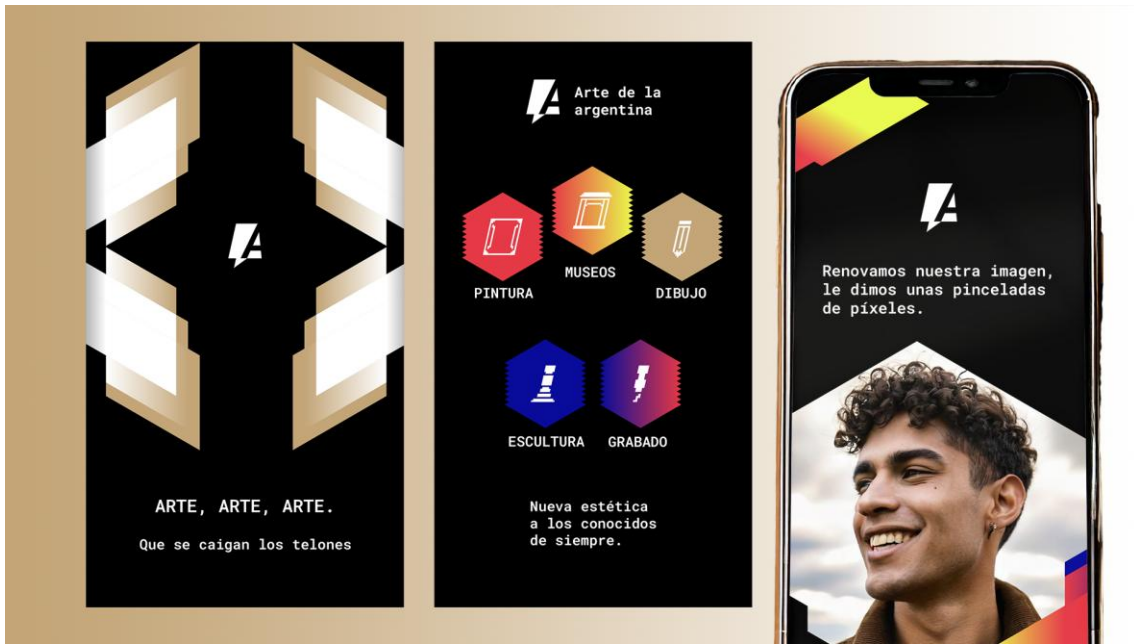 ARTE, ARTE, ARTE.
Que se caigan los telones
Arte de la
argentina
PINTURA
MUSEOS
DIBUJO
ESCULTURA
GRABADO
Nueva estética
a los conocidos
de siempre.
Renovamos nuestra imagen,
le dimos unas pinceladas
de píxeles.